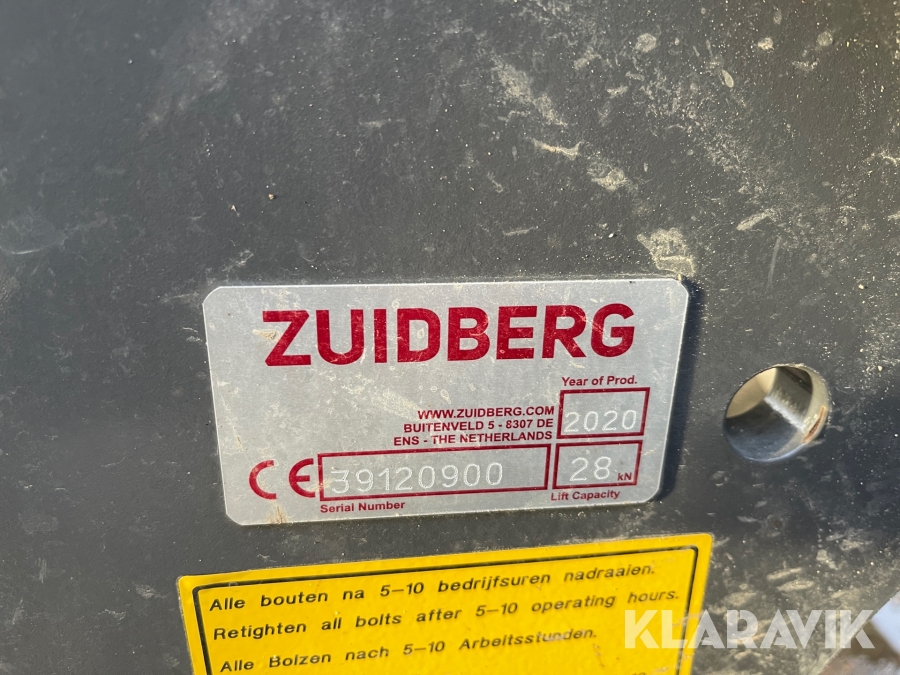 ZUIDBERG
Year of Prod.
WWW.ZUIDBERG.COM
BUITENVELD 5 - 8307 DE
ENS - THE NETHERLANDS
2020
CE 39120900
28 kN
Serial Number
Lift Capacity
Alle bouten na 5-10 bedrijfsuren nadraaien.
Retighten all bolts after 5-10 operating hours.
Alle Bolzen nach 5-10 Arbeitsstunden.
KLARAVIK